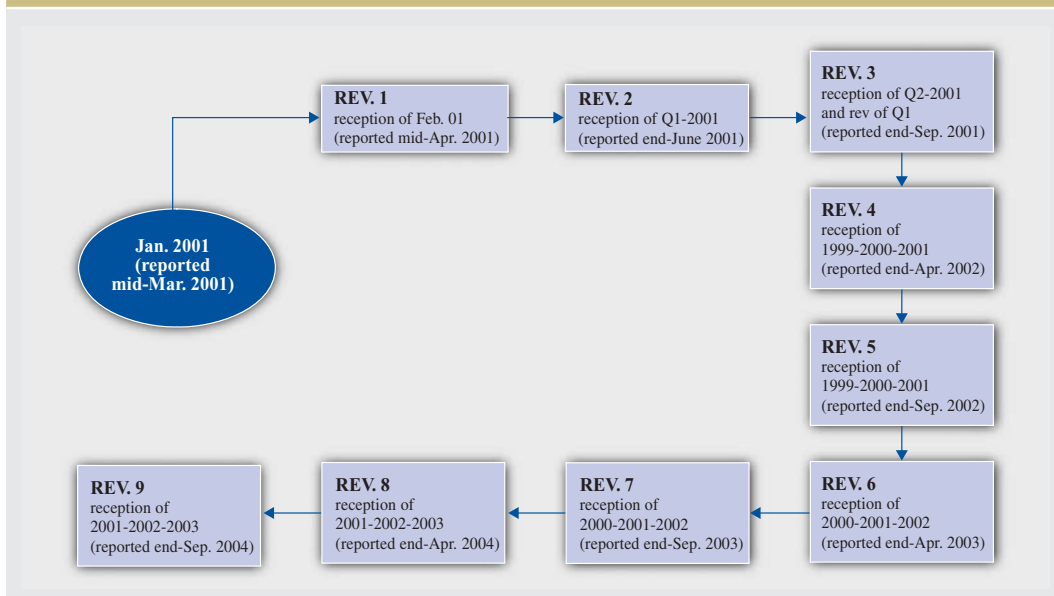 Jan. 2001
(reported
mid-Mar. 2001)
REV. 1
reception of Feb. 01
(reported mid-Apr. 2001)
REV. 2
reception of Q1-2001
(reported end-June 2001)
REV. 3
reception of Q2-2001
and rev of Q1
(reported end-Sep. 2001)
REV. 4
reception of
1999-2000-2001
(reported end-Apr. 2002)
REV. 5
reception of
1999-2000-2001
(reported end-Sep. 2002)
REV. 6
reception of
2000-2001-2002
(reported end-Apr. 2003)
REV. 7
reception of
2000-2001-2002
(reported end-Sep. 2003)
REV. 8
reception of
2001-2002-2003
(reported end-Apr. 2004)
REV. 9
reception of
2001-2002-2003
(reported end-Sep. 2004)